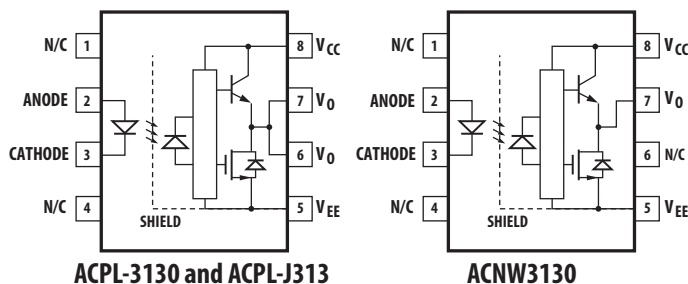 N/C 1
8 VCC
ANODE 2
7 VO
CATHODE 3
6 VO
N/C 4
5 VEE
SHIELD
ACPL-3130 and ACPL-J313
N/C 1
8 VCC
ANODE 2
7 VO
CATHODE 3
6 N/C
N/C 4
5 VEE
SHIELD
ACNW3130